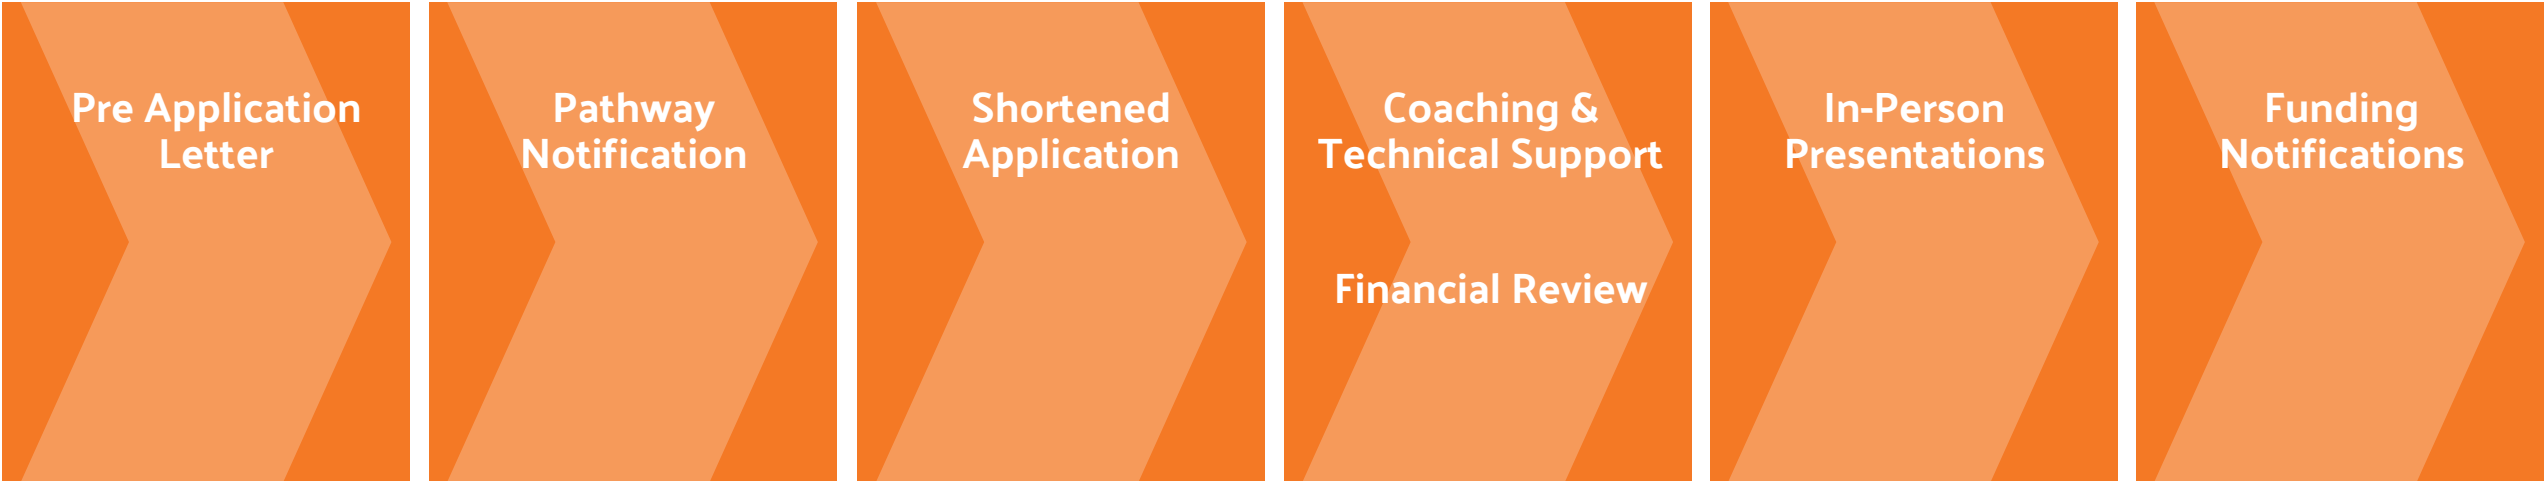 Pre Application
Letter
Pathway
Notification
Shortened
Application
Coaching &
Technical Support
Financial Review
In-Person
Presentations
Funding
Notifications